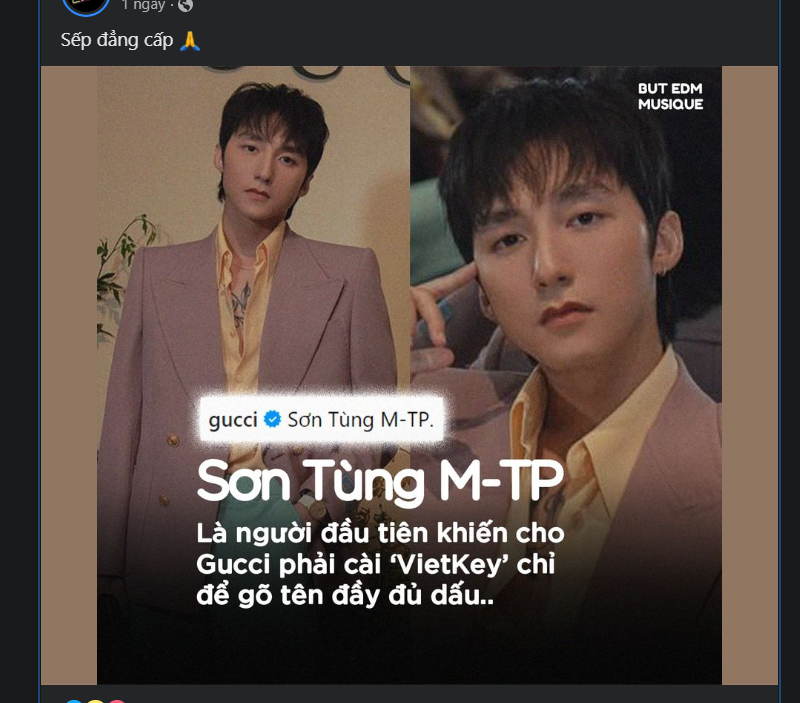 1 ngày
Sếp đẳng cấp 🙏
BUT EDM
MUSIQUE
gucci Sơn Tùng M-TP.
Sơn Tùng M-TP
Là người đầu tiên khiến cho
Gucci phải cài ‘VietKey’ chỉ
để gõ tên đầy đủ dấu..